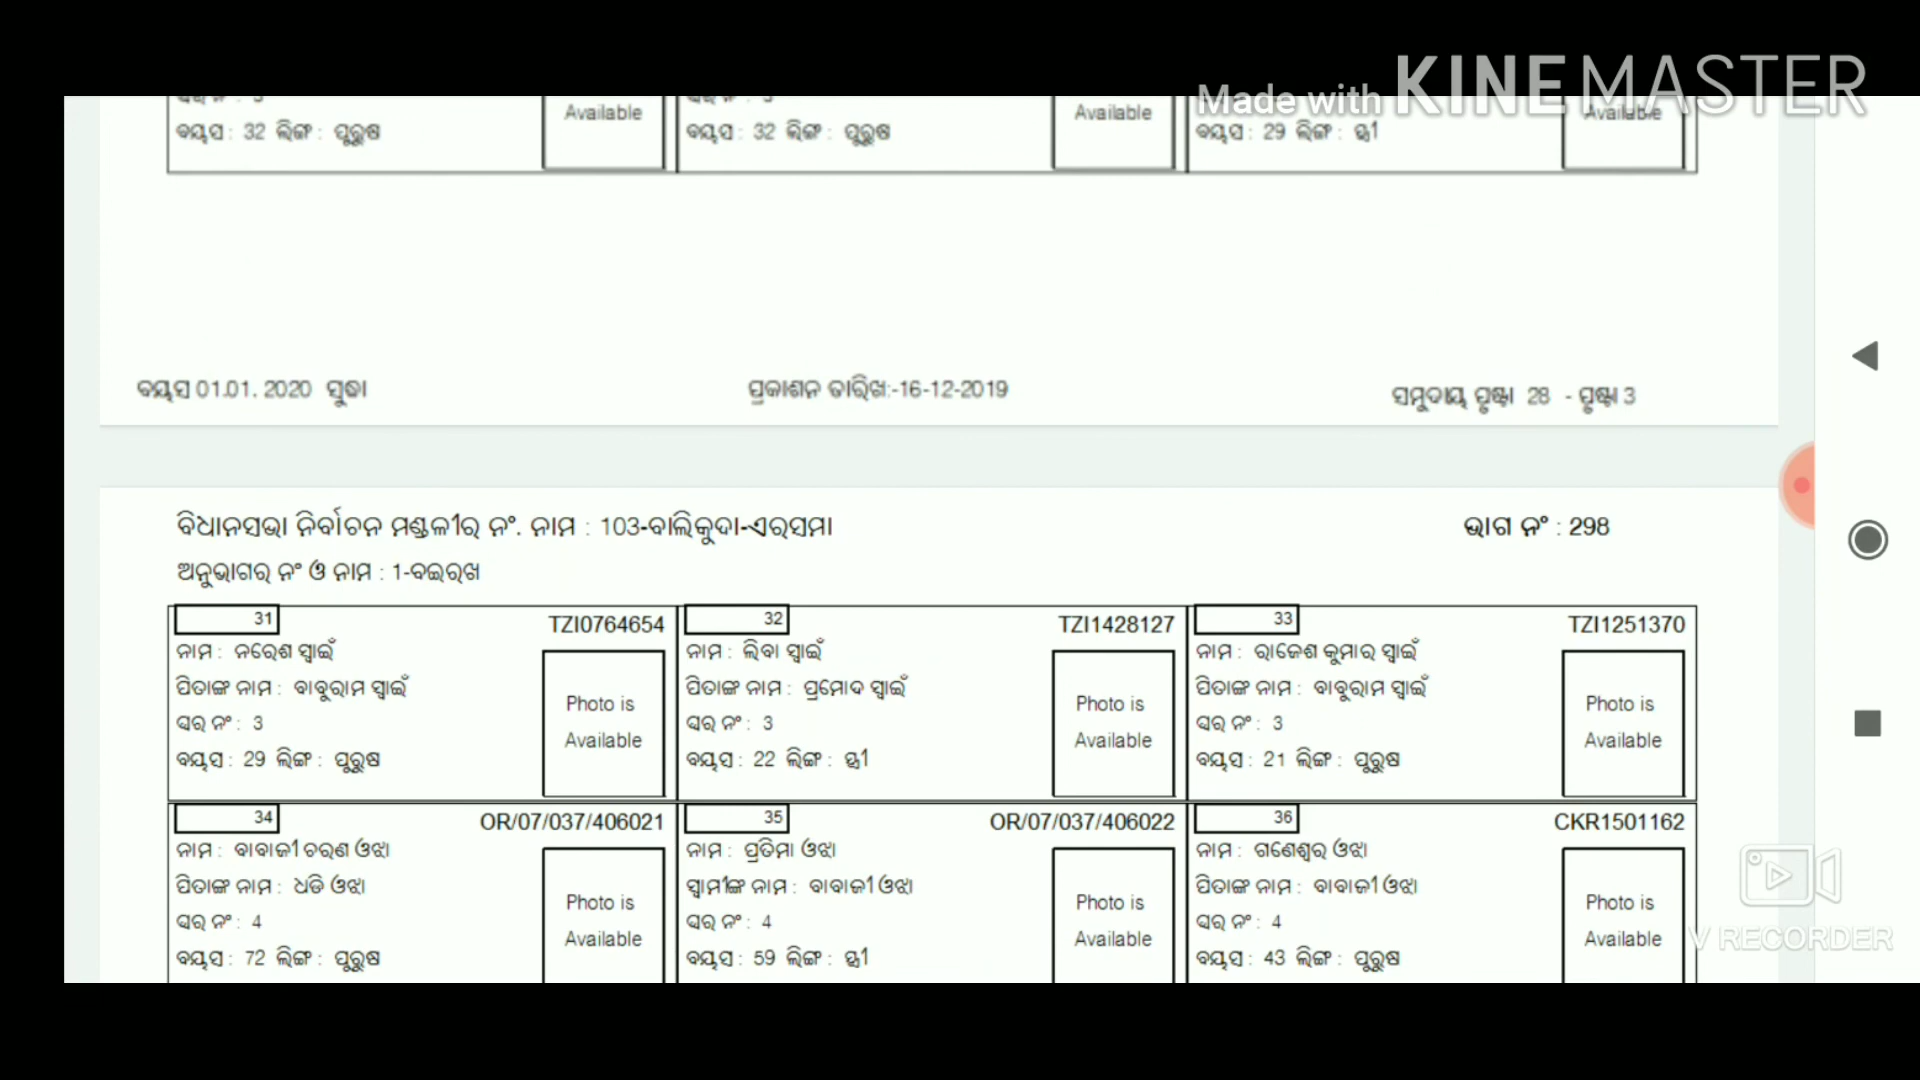 Made with KINEMASTER
Available Available Available
ବୟସ : 32 ଲିଙ୍ଗ : ପୁରୁଷ ବୟସ : 32 ଲିଙ୍ଗ : ପୁରୁଷ ବୟସ : 29 ଲିଙ୍ଗ : ସ୍ତ୍ରୀ
ବୟସ 01.01. 2020 ସୁଦ୍ଧା ପ୍ରକାଶନ ତାରିଖ:-16-12-2019 ସମୁଦାୟ ପୃଷ୍ଠା 28 - ପୃଷ୍ଠା 3
ବିଧାନସଭା ନିର୍ବାଚନ ମଣ୍ଡଳୀର ନଂ. ନାମ : 103-ବାଲିକୁଦା-ଏରସମା ଭାଗ ନଂ : 298
ଅନୁଭାଗର ନଂ ଓ ନାମ : 1-ବଇରଖ
31 TZI0764654 32 TZI1428127 33 TZI1251370
ନାମ : ନରେଶ ସ୍ୱାଇଁ ନାମ : ଲିବା ସ୍ୱାଇଁ ନାମ : ରାଜେଶ କୁମାର ସ୍ୱାଇଁ
ପିତାଙ୍କ ନାମ : ବାବୁରାମ ସ୍ୱାଇଁ Photo is ପିତାଙ୍କ ନାମ : ପ୍ରମୋଦ ସ୍ୱାଇଁ Photo is ପିତାଙ୍କ ନାମ : ବାବୁରାମ ସ୍ୱାଇଁ Photo is
ଘର ନଂ : 3 Available ଘର ନଂ : 3 Available ଘର ନଂ : 3 Available
ବୟସ : 29 ଲିଙ୍ଗ : ପୁରୁଷ ବୟସ : 22 ଲିଙ୍ଗ : ସ୍ତ୍ରୀ ବୟସ : 21 ଲିଙ୍ଗ : ପୁରୁଷ
34 OR/07/037/406021 35 OR/07/037/406022 36 CKR1501162
ନାମ : ବାବାଜୀ ଚରଣ ଓଝା ନାମ : ପ୍ରତିମା ଓଝା ନାମ : ଗଣେଶ୍ୱର ଓଝା
ପିତାଙ୍କ ନାମ : ଧଡି ଓଝା Photo is ସ୍ୱାମୀଙ୍କ ନାମ : ବାବାଜୀ ଓଝା Photo is ପିତାଙ୍କ ନାମ : ବାବାଜୀ ଓଝା Photo is
ଘର ନଂ : 4 Available ଘର ନଂ : 4 Available ଘର ନଂ : 4 Available
ବୟସ : 72 ଲିଙ୍ଗ : ପୁରୁଷ ବୟସ : 59 ଲିଙ୍ଗ : ସ୍ତ୍ରୀ ବୟସ : 43 ଲିଙ୍ଗ : ପୁରୁଷ
V RECORDER